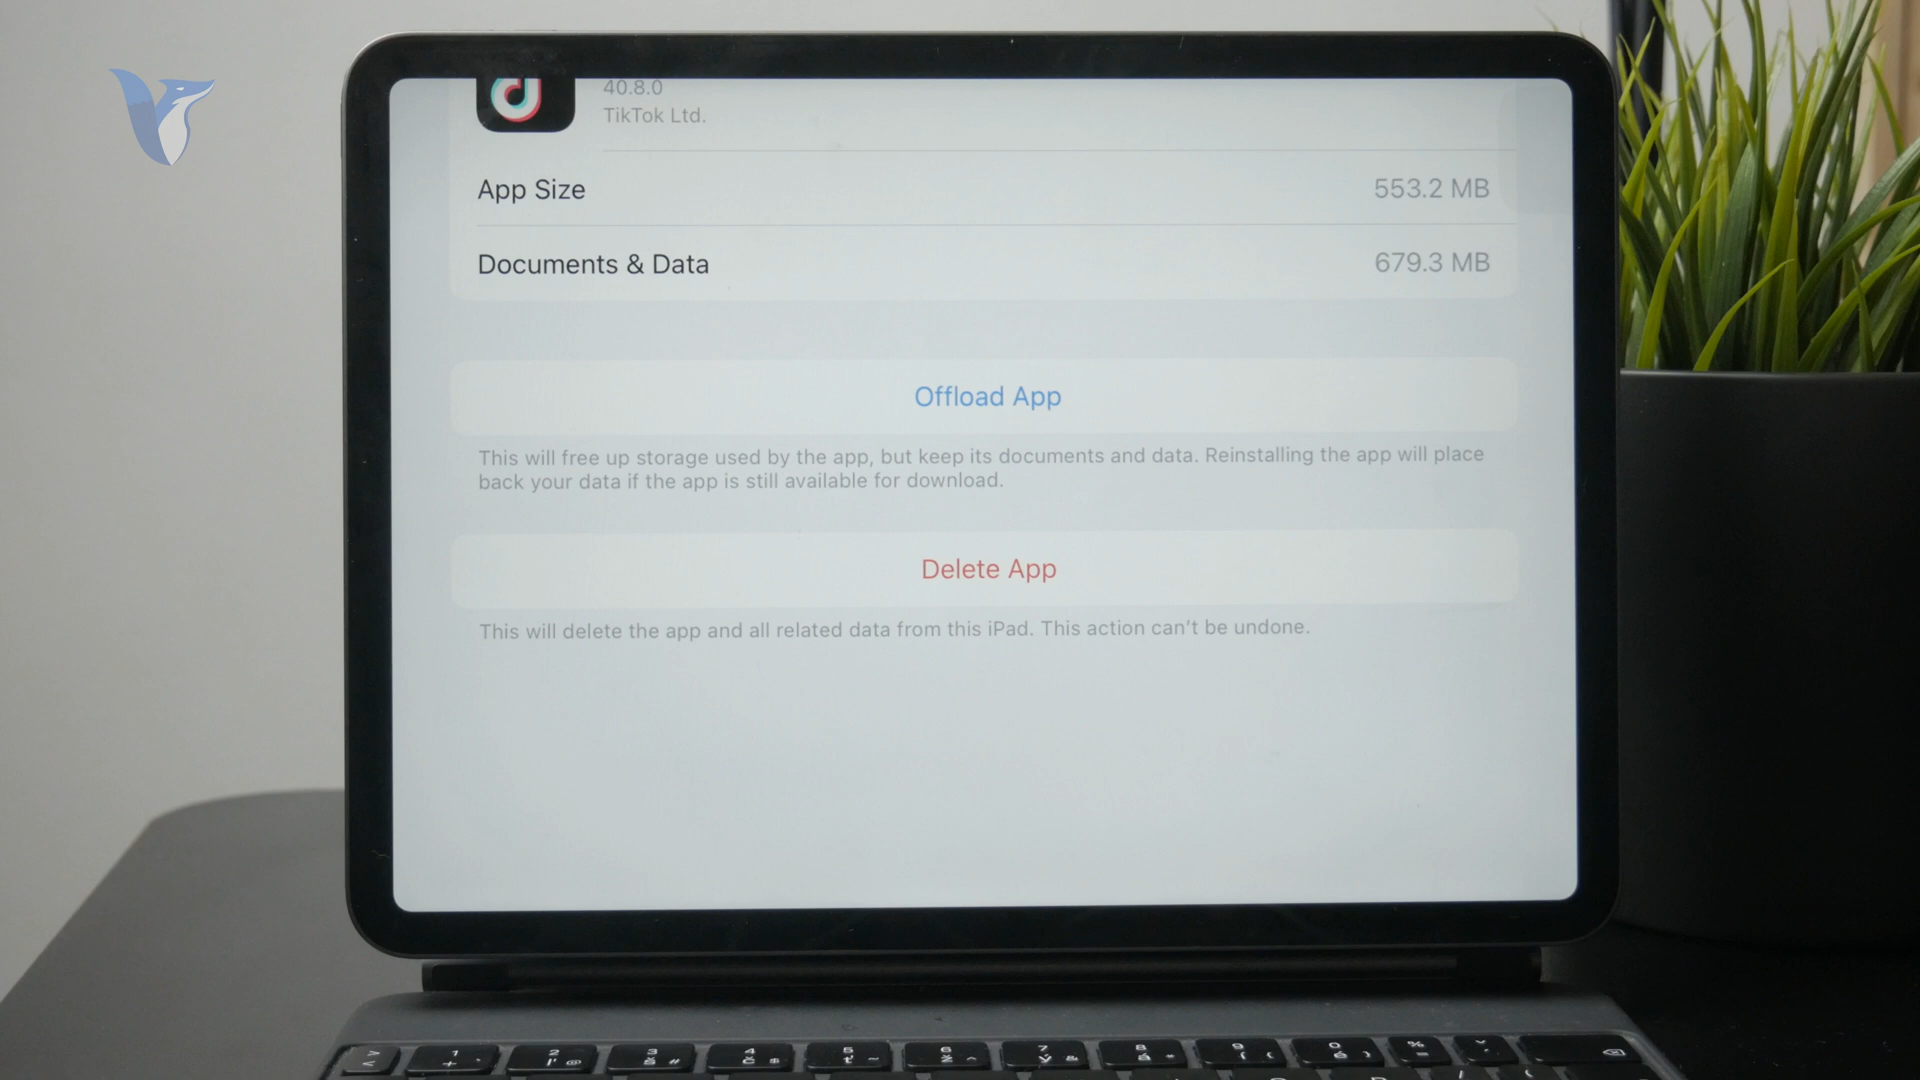 40.8.0
TikTok Ltd.
App Size
553.2 MB
Documents & Data
679.3 MB
Offload App
This will free up storage used by the app, but keep its documents and data. Reinstalling the app will place
back your data if the app is still available for download.
Delete App
This will delete the app and all related data from this iPad. This action can't be undone.